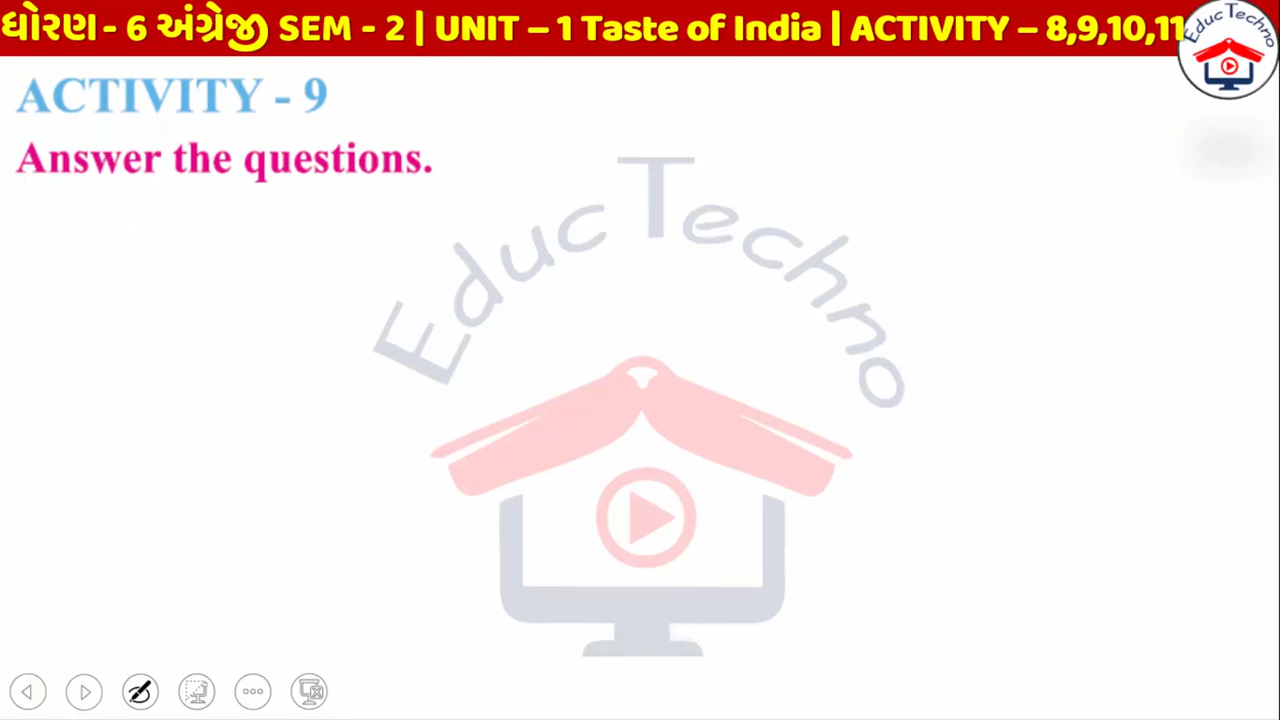 ધોરણ - 6 અંગ્રેજી SEM - 2 | UNIT – 1 Taste of India | ACTIVITY – 8,9,10,11
EducTechno
ACTIVITY - 9
Answer the questions.
EducTechno